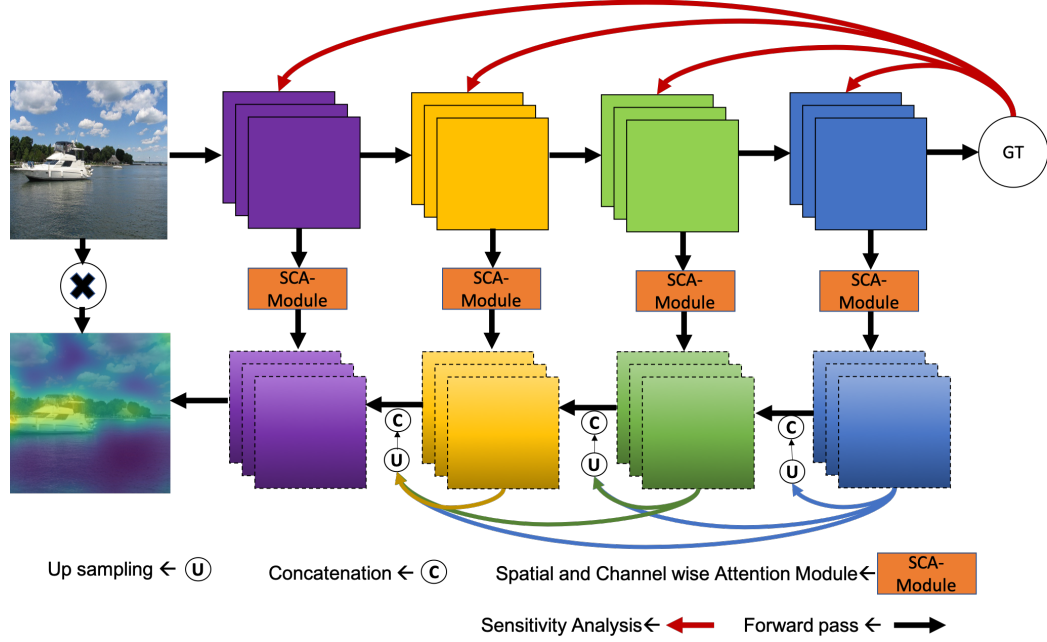 GT
SCA-
Module
SCA-
Module
SCA-
Module
SCA-
Module
C
C
C
U
U
U
Up sampling ← U
Concatenation ← C
Spatial and Channel wise Attention Module ←
SCA-
Module
Sensitivity Analysis ←
Forward pass ←